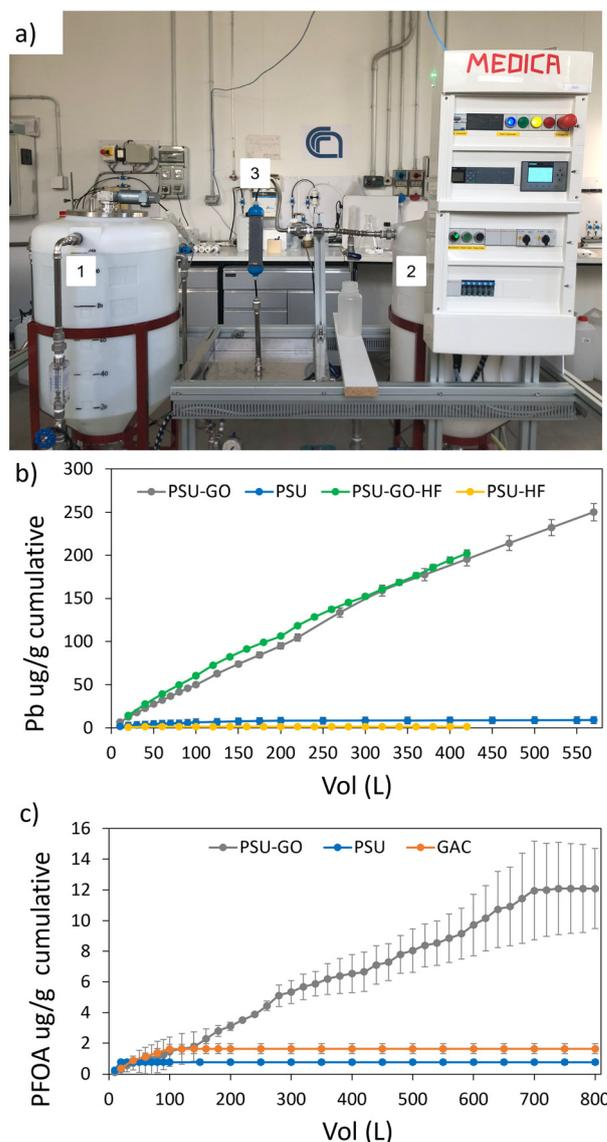 a)
MEDICA
3
1
2
b)
PSU-GO PSU PSU-GO-HF PSU-HF
Pb ug/g cumulative
300
250
200
150
100
50
0
0 50 100 150 200 250 300 350 400 450 500 550
Vol (L)
c)
PSU-GO PSU GAC
PFOA ug/g cumulative
16
14
12
10
8
6
4
2
0
0 100 200 300 400 500 600 700 800
Vol (L)